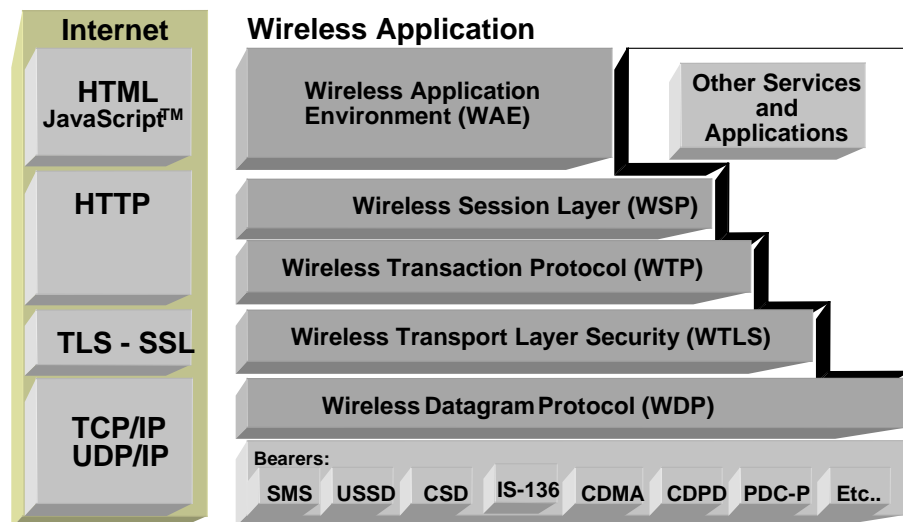 Internet
HTML
JavaScript™
HTTP
TLS - SSL
TCP/IP
UDP/IP
Wireless Application
Wireless Application
Environment (WAE)
Other Services
and
Applications
Wireless Session Layer (WSP)
Wireless Transaction Protocol (WTP)
Wireless Transport Layer Security (WTLS)
Wireless Datagram Protocol (WDP)
Bearers:
SMS USSD CSD IS-136 CDMA CDPD PDC-P Etc..